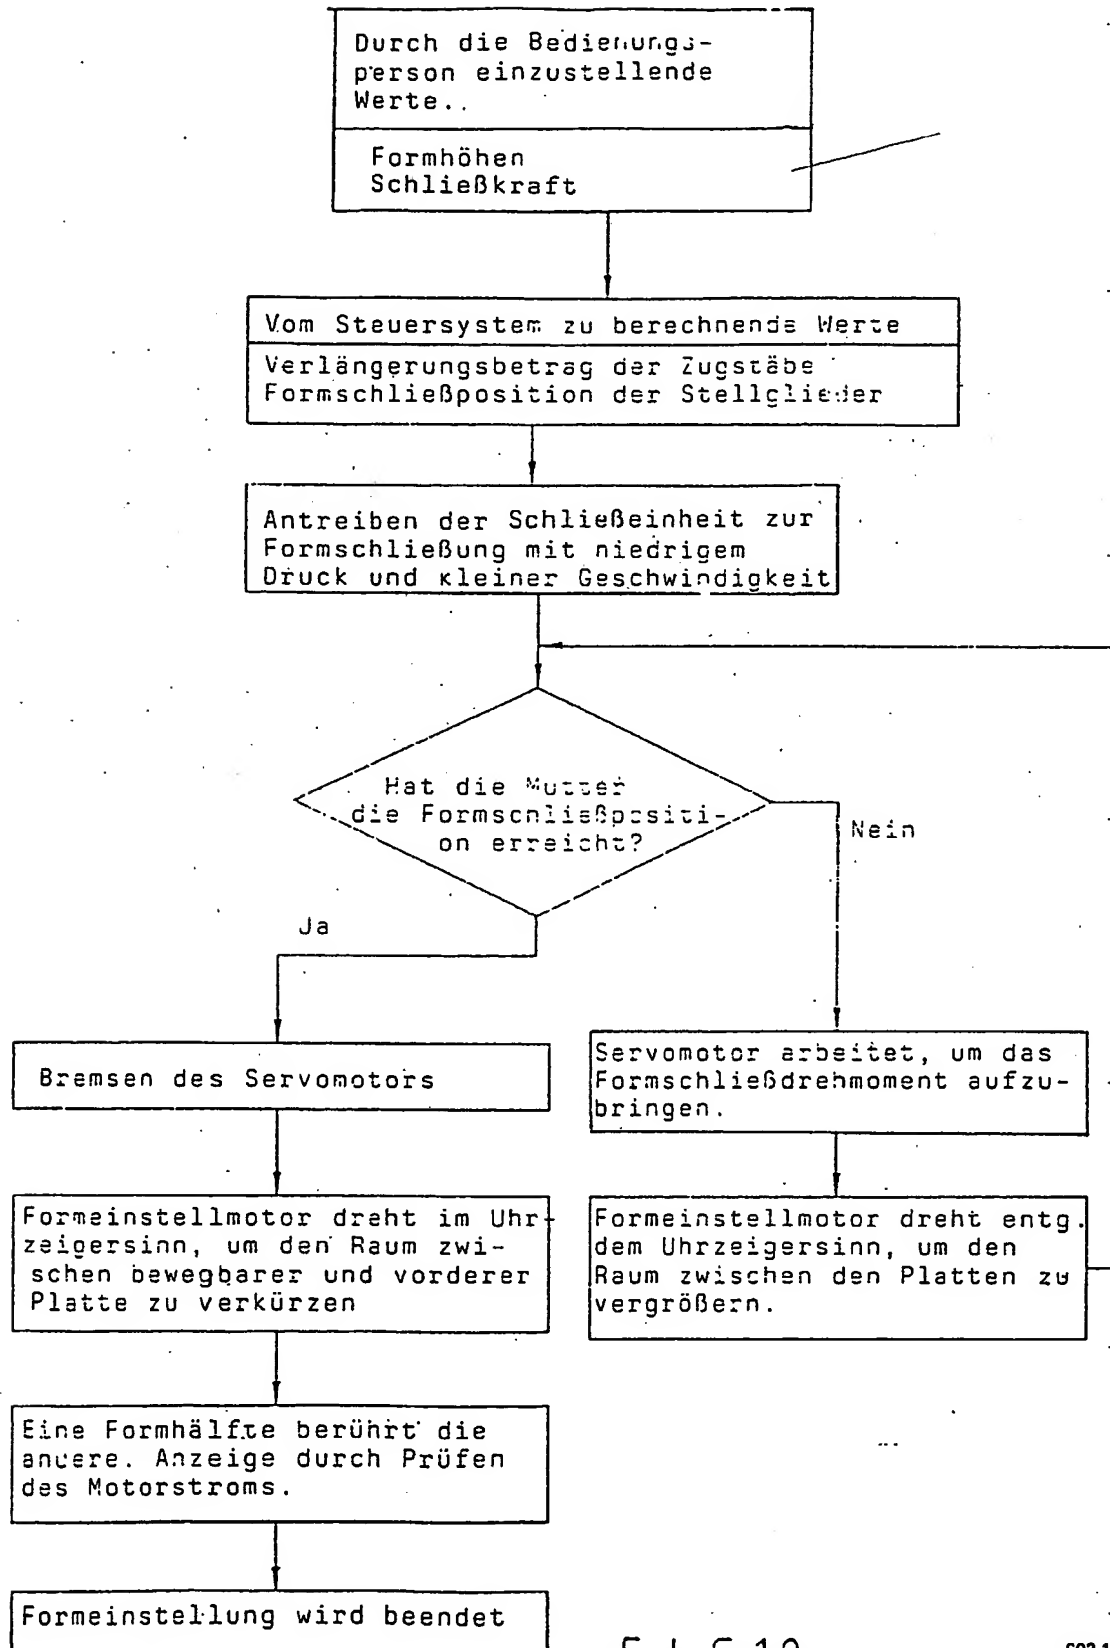 Durch die Bedienungs-
person einzustellende
Werte..
Formhöhen
Schließkraft
Vom Steuersystem zu berechnende Werte
Verlängerungsbetrag der Zugstäbe
Formschließposition der Stellglieder
Antreiben der Schließeinheit zur
Formschließung mit niedrigem
Druck und kleiner Geschwindigkeit
Hat die Mutter
die Formschließpositi-
on erreicht?
Nein
Ja
Bremsen des Servomotors
Servomotor arbeitet, um das
Formschließdrehmoment aufzu-
bringen.
Formeinstellmotor dreht im Uhr-
zeigersinn, um den Raum zwi-
schen bewegbarer und vorderer
Platte zu verkürzen
Formeinstellmotor dreht entg.
dem Uhrzeigersinn, um den
Raum zwischen den Platten zu
vergrößern.
Eine Formhälfte berührt die
andere. Anzeige durch Prüfen
des Motorstroms.
Formeinstellung wird beendet